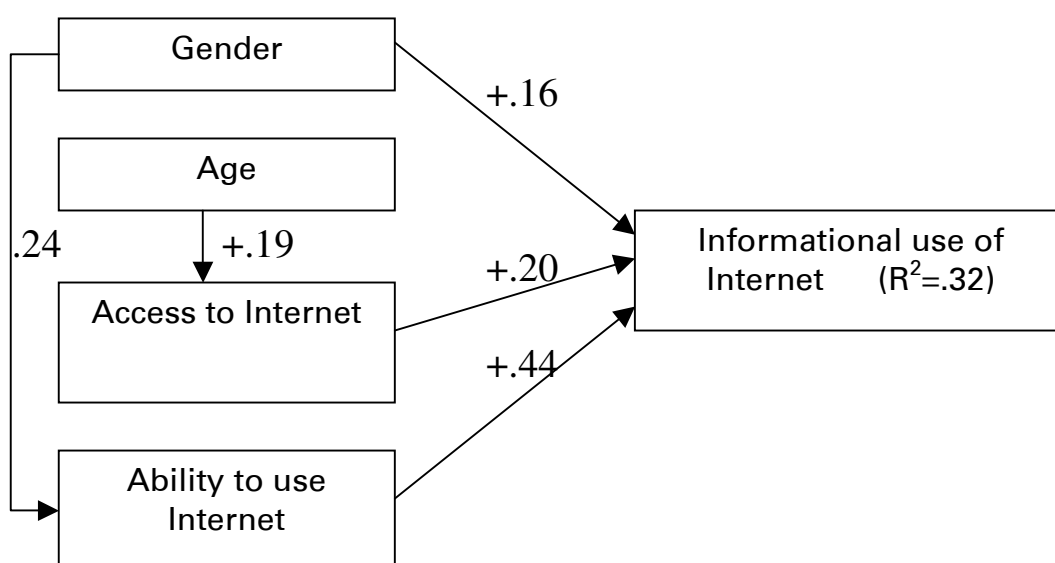 Gender
+.16
Age
.24
+.19
Informational use of
Internet (R²=.32)
+.20
Access to Internet
+.44
Ability to use
Internet